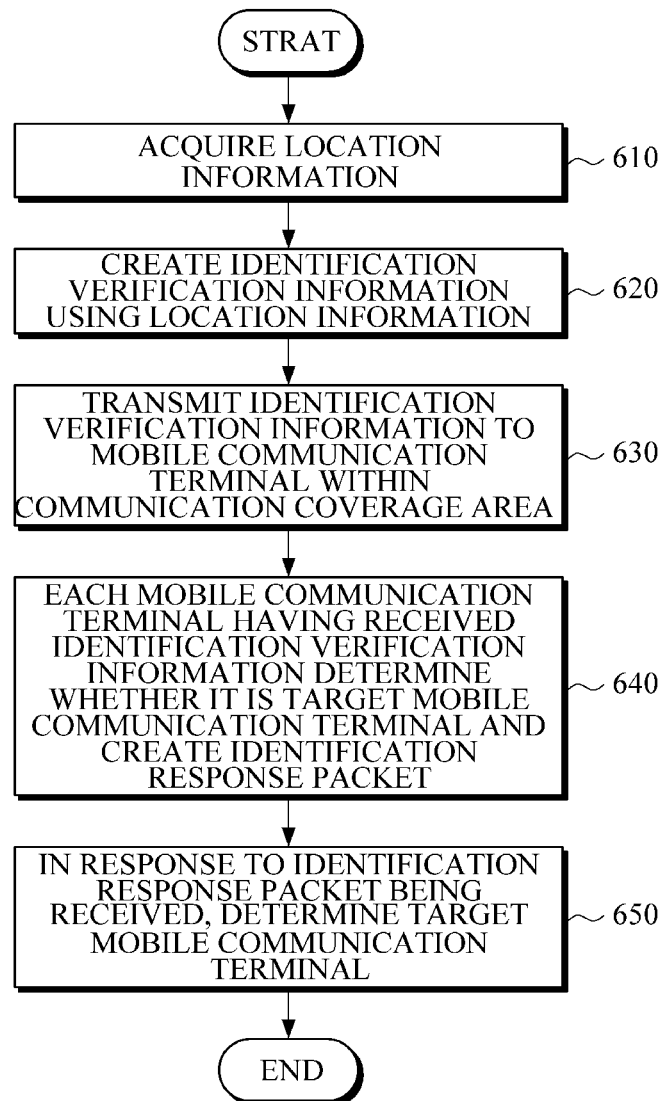 STRAT
ACQUIRE LOCATION
INFORMATION
610
CREATE IDENTIFICATION
VERIFICATION INFORMATION
USING LOCATION INFORMATION
620
TRANSMIT IDENTIFICATION
VERIFICATION INFORMATION TO
MOBILE COMMUNICATION
TERMINAL WITHIN
COMMUNICATION COVERAGE AREA
630
EACH MOBILE COMMUNICATION
TERMINAL HAVING RECEIVED
IDENTIFICATION VERIFICATION
INFORMATION DETERMINE
WHETHER IT IS TARGET MOBILE
COMMUNICATION TERMINAL AND
CREATE IDENTIFICATION
RESPONSE PACKET
640
IN RESPONSE TO IDENTIFICATION
RESPONSE PACKET BEING
RECEIVED, DETERMINE TARGET
MOBILE COMMUNICATION
TERMINAL
650
END